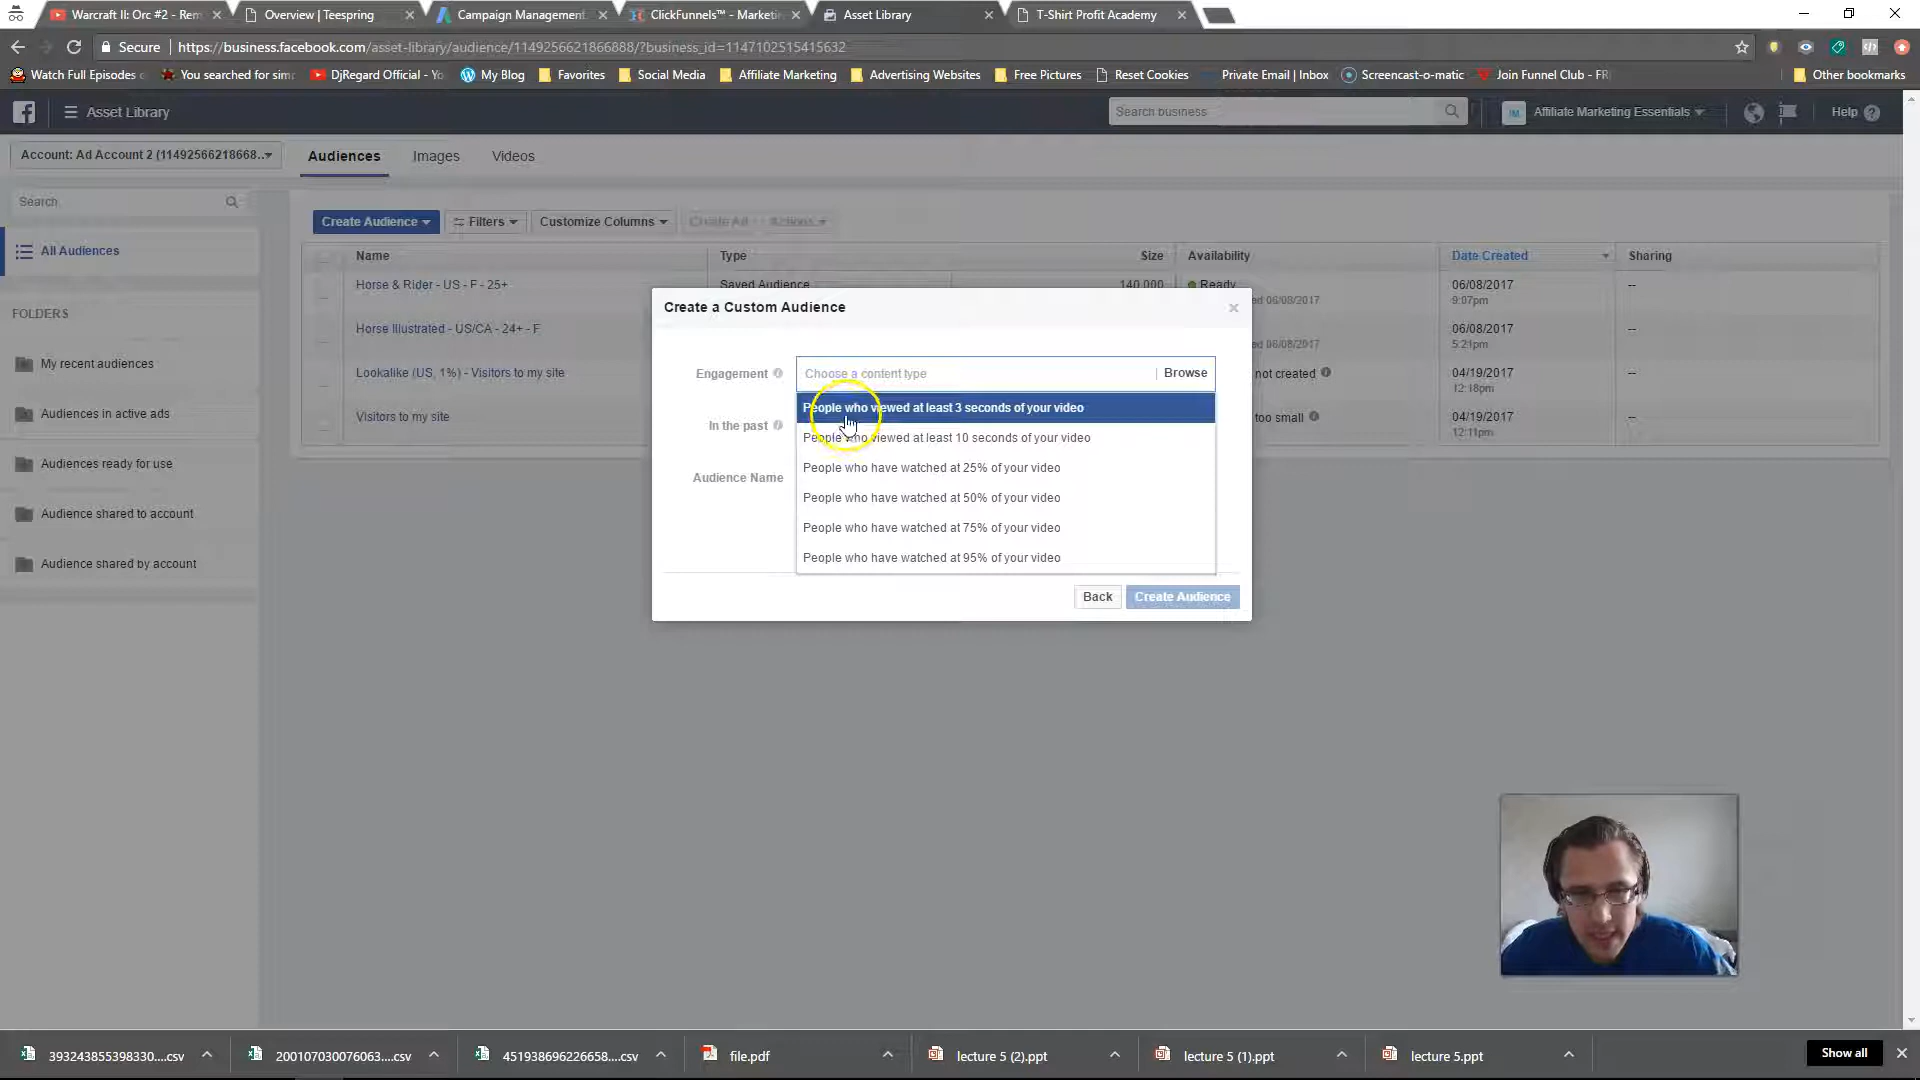 Warcraft II: Orc #2 - Rem
Overview | Teespring
Campaign Management
ClickFunnels™ - Marketin
Asset Library
T-Shirt Profit Academy
Secure
https://business.facebook.com/asset-library/audience/1149256621866888/?business_id=1147102515415632
Watch Full Episodes o
You searched for sim
DjRegard Official - Yo
My Blog
Favorites
Social Media
Affiliate Marketing
Advertising Websites
Free Pictures
Reset Cookies
Private Email | Inbox
Screencast-o-matic
Join Funnel Club - FR
Other bookmarks
Asset Library
Search business
Affiliate Marketing Essentials
Help
Account: Ad Account 2 (11492566218668..
Audiences
Images
Videos
Search
Create Audience
Filters
Customize Columns
Create Ad
Actions
All Audiences
Name
Type
Size
Availability
Date Created
Sharing
Horse & Rider - US - F - 25+
Saved Audience
140,000
Ready
ed 06/08/2017
06/08/2017
9:07pm
--
Horse Illustrated - US/CA - 24+ - F
ed 06/08/2017
06/08/2017
5:21pm
--
Lookalike (US, 1%) - Visitors to my site
not created
04/19/2017
12:18pm
--
Visitors to my site
too small
04/19/2017
12:11pm
--
FOLDERS
My recent audiences
Audiences in active ads
Audiences ready for use
Audience shared to account
Audience shared by account
Create a Custom Audience
Engagement
Choose a content type
Browse
People who viewed at least 3 seconds of your video
In the past
People who viewed at least 10 seconds of your video
People who have watched at 25% of your video
Audience Name
People who have watched at 50% of your video
People who have watched at 75% of your video
People who have watched at 95% of your video
Back
Create Audience
393243855398330....csv
200107030076063....csv
451938696226658....csv
file.pdf
lecture 5 (2).ppt
lecture 5 (1).ppt
lecture 5.ppt
Show all